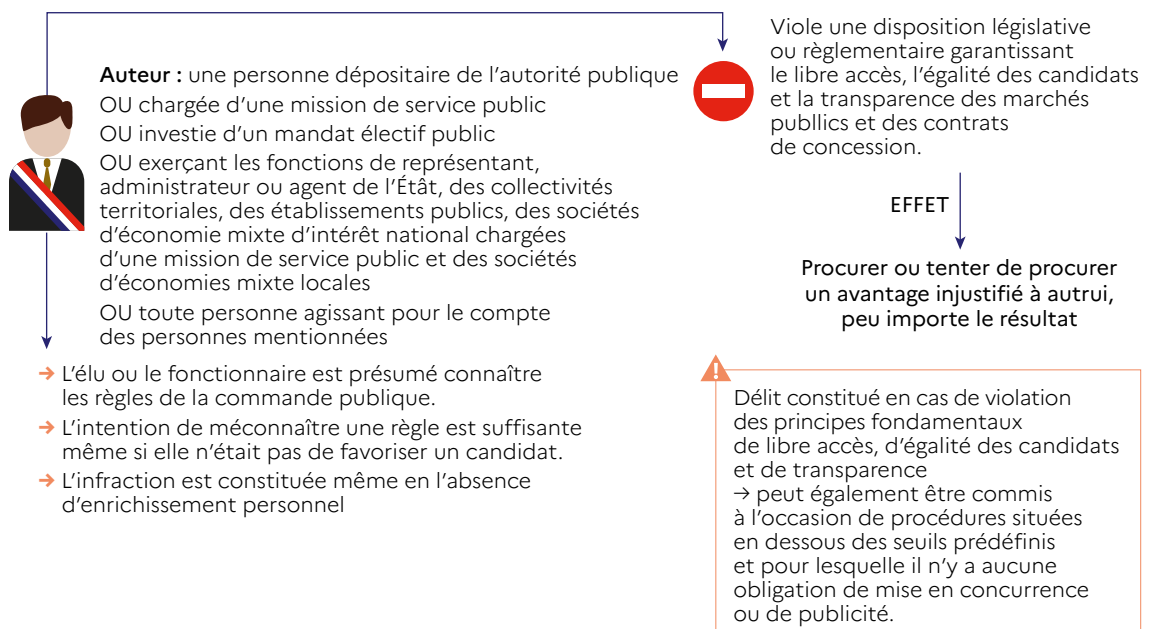 Auteur : une personne dépositaire de l'autorité publique
OU chargée d'une mission de service public
OU investie d'un mandat électif public
OU exerçant les fonctions de représentant,
administrateur ou agent de l'Étât, des collectivités
territoriales, des établissements publics, des sociétés
d'économie mixte d'intérêt national chargées
d'une mission de service public et des sociétés
d'économies mixte locales
OU toute personne agissant pour le compte
des personnes mentionnées
→ L'élu ou le fonctionnaire est présumé connaître
les règles de la commande publique.
→ L'intention de méconnaître une règle est suffisante
même si elle n'était pas de favoriser un candidat.
→ L'infraction est constituée même en l'absence
d'enrichissement personnel
Viole une disposition législative
ou règlementaire garantissant
le libre accès, l'égalité des candidats
et la transparence des marchés
publlics et des contrats
de concession.
EFFET
Procurer ou tenter de procurer
un avantage injustifié à autrui,
peu importe le résultat
Délit constitué en cas de violation
des principes fondamentaux
de libre accès, d'égalité des candidats
et de transparence
→ peut également être commis
à l'occasion de procédures situées
en dessous des seuils prédéfinis
et pour lesquelle il n'y a aucune
obligation de mise en concurrence
ou de publicité.